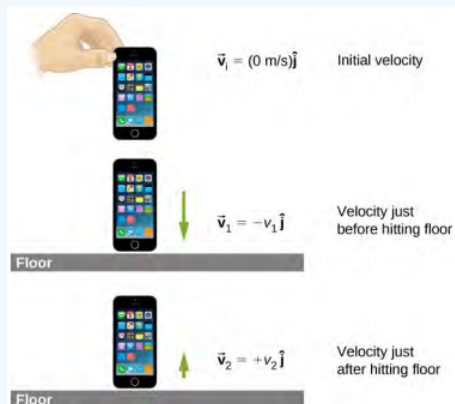 v⃗ᵢ = (0 m/s)ĵ Initial velocity
v⃗₁ = −v₁ĵ
Velocity just
before hitting floor
Floor
v⃗₂ = +v₂ĵ
Velocity just
after hitting floor
Floor